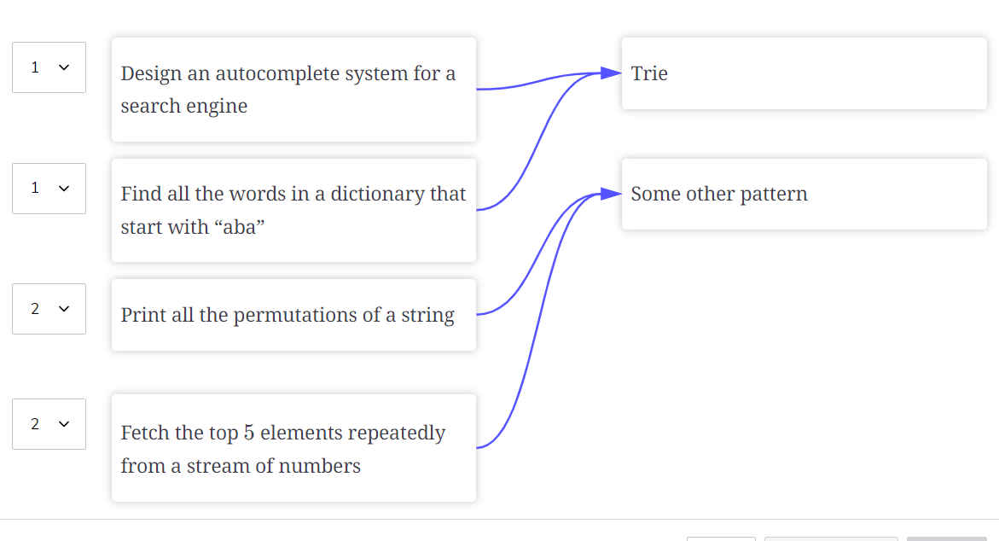 1
Design an autocomplete system for a
search engine
Trie
1
Find all the words in a dictionary that
start with “aba”
Some other pattern
2
Print all the permutations of a string
2
Fetch the top 5 elements repeatedly
from a stream of numbers